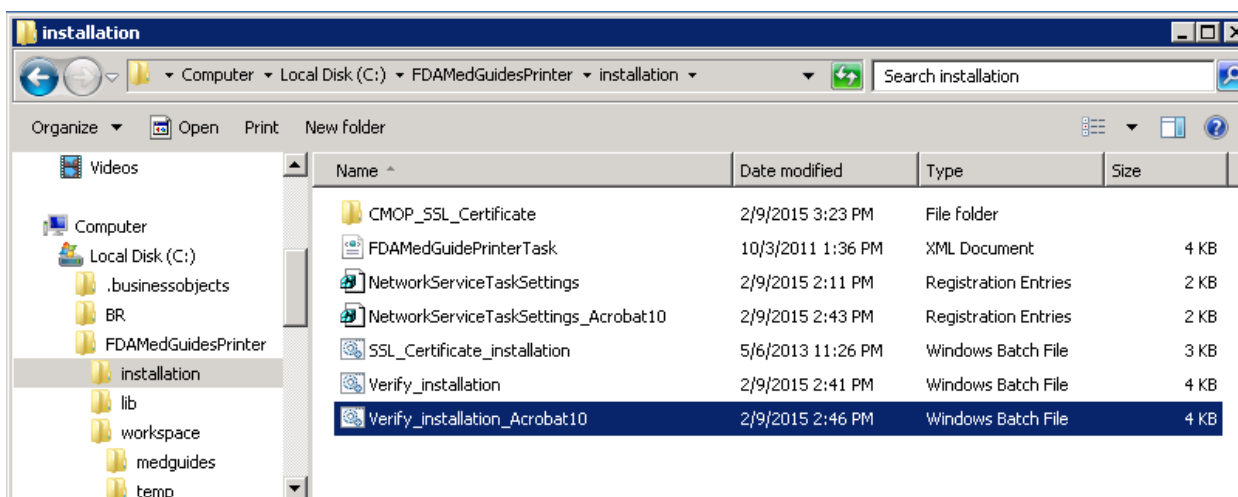 installation
Computer Local Disk (C:) FDAMedGuidesPrinter installation Search installation
Organize Open Print New folder
Videos
Computer
Local Disk (C:)
.businessobjects
BR
FDAMedGuidesPrinter
installation
lib
workspace
medguides
temp
Name Date modified Type Size
CMOP_SSL_Certificate 2/9/2015 3:23 PM File folder
FDAMedGuidePrinterTask 10/3/2011 1:36 PM XML Document 4 KB
NetworkServiceTaskSettings 2/9/2015 2:11 PM Registration Entries 2 KB
NetworkServiceTaskSettings_Acrobat10 2/9/2015 2:43 PM Registration Entries 2 KB
SSL_Certificate_installation 5/6/2013 11:26 PM Windows Batch File 3 KB
Verify_installation 2/9/2015 2:41 PM Windows Batch File 4 KB
Verify_installation_Acrobat10 2/9/2015 2:46 PM Windows Batch File 4 KB